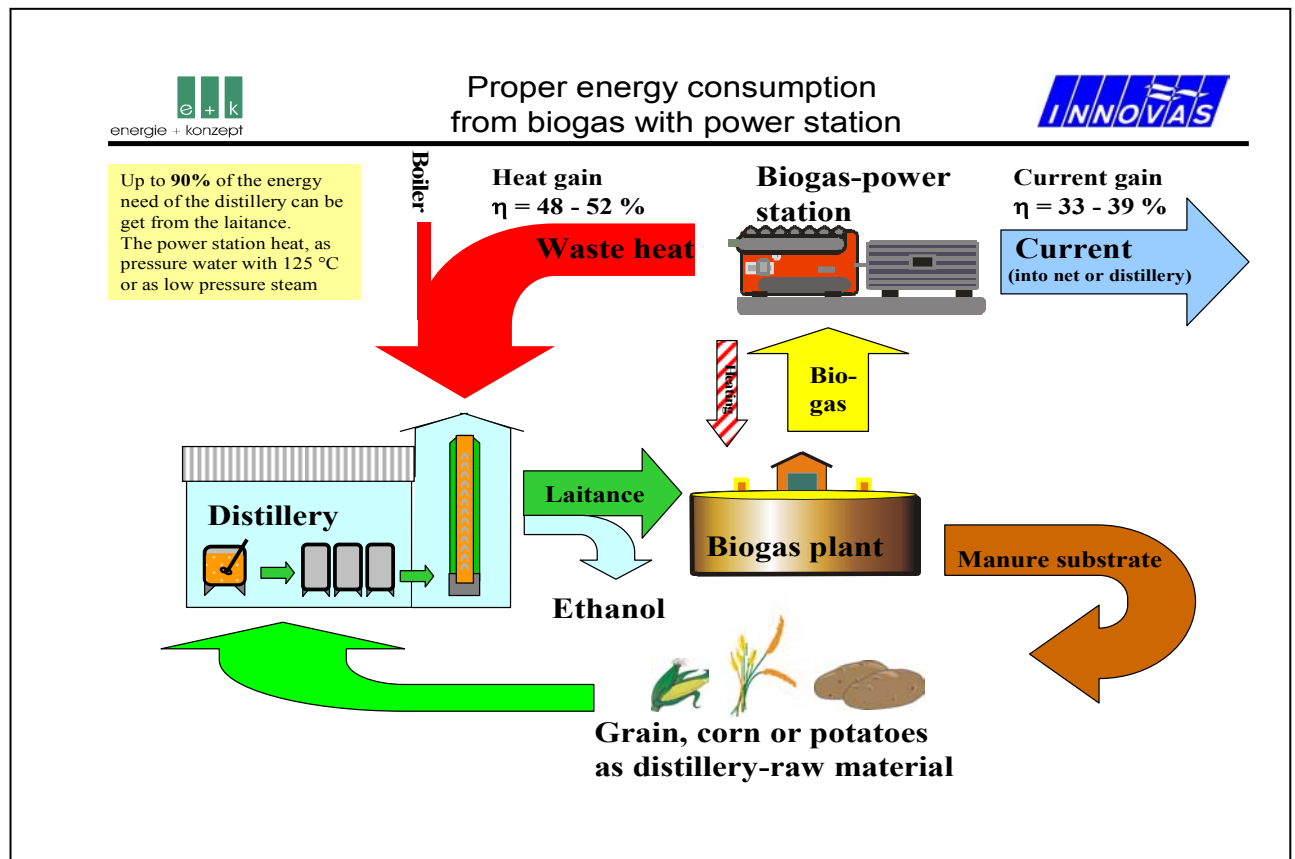 e + k
energie + konzept
Proper energy consumption
from biogas with power station
INNOVAS
Up to 90% of the energy
need of the distillery can be
get from the laitance.
The power station heat, as
pressure water with 125 °C
or as low pressure steam
Boiler
Heat gain
η = 48 - 52 %
Waste heat
Biogas-power
station
Current gain
η = 33 - 39 %
Current
(into net or distillery)
Heating
Bio-
gas
Distillery
Laitance
Ethanol
Biogas plant
Manure substrate
Grain, corn or potatoes
as distillery-raw material